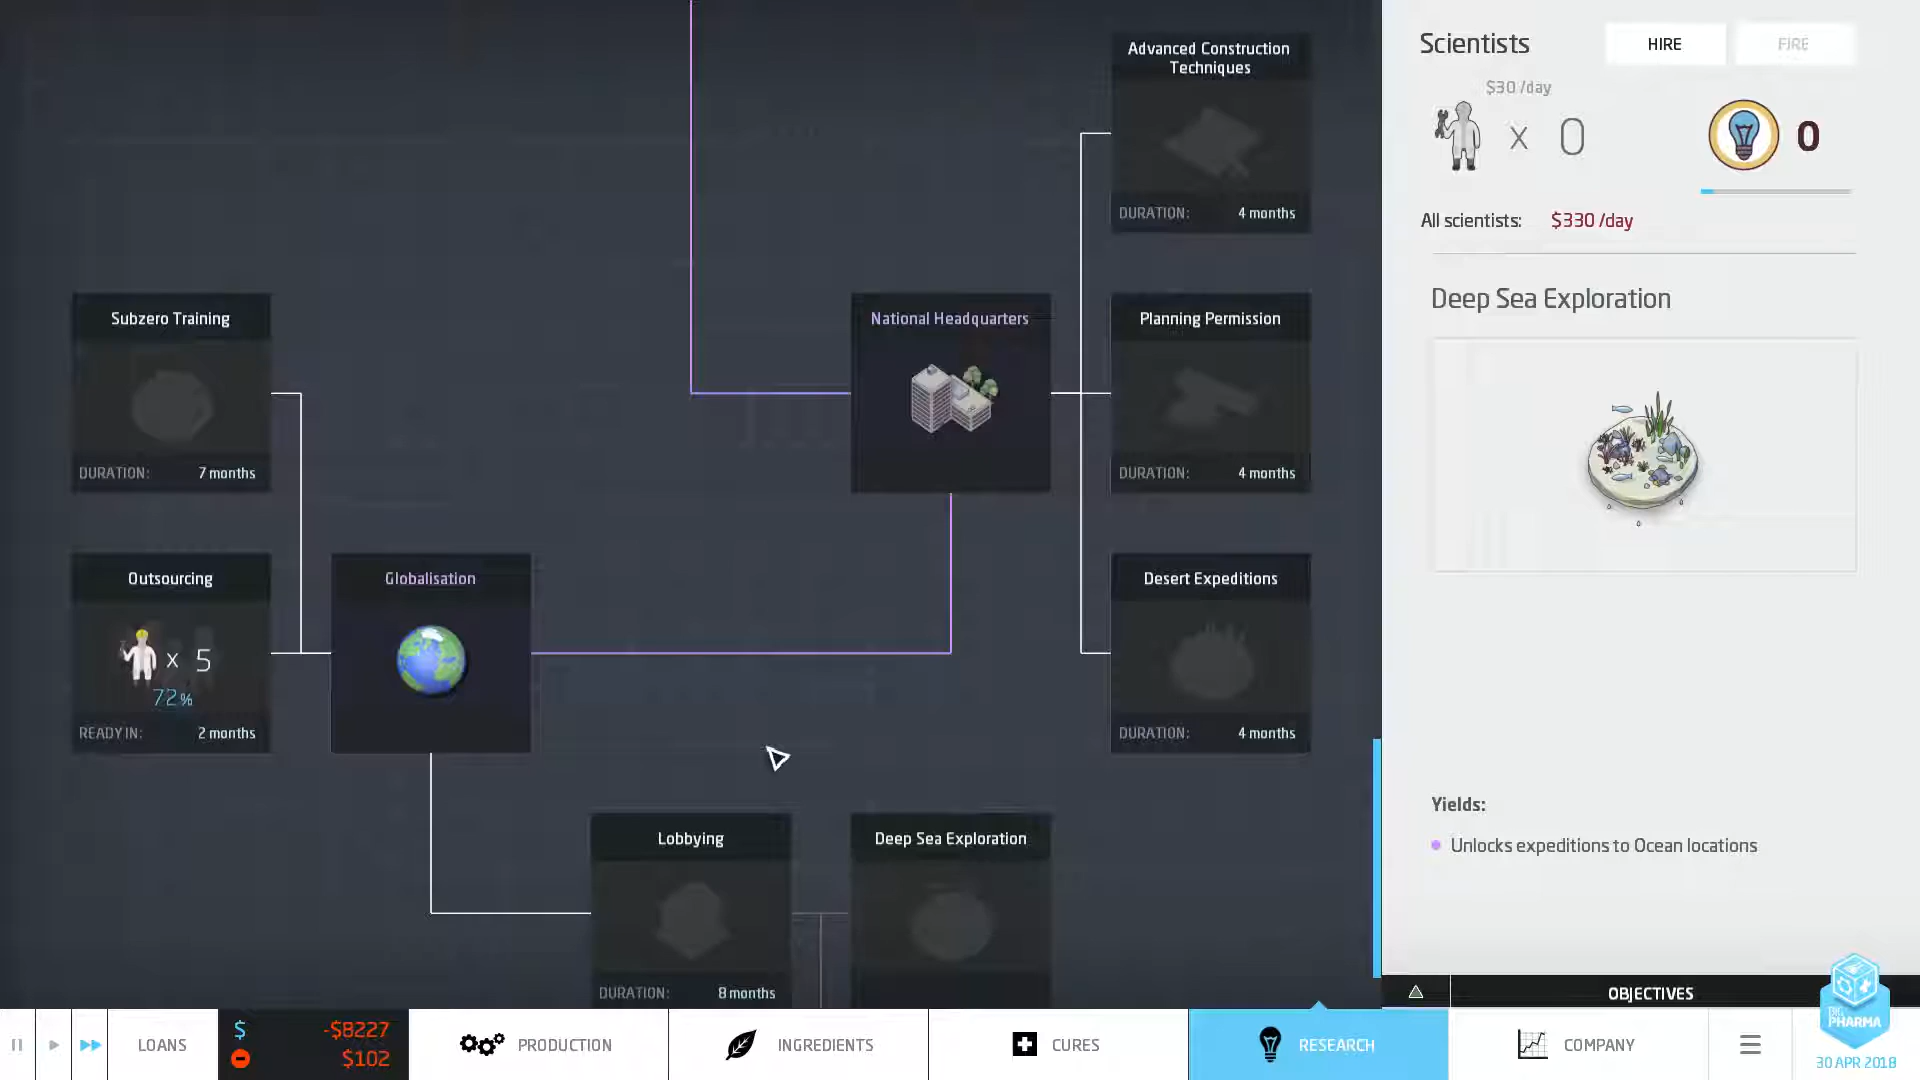 Advanced Construction
Techniques
DURATION: 4 months
Subzero Training
DURATION: 7 months
National Headquarters
Planning Permission
DURATION: 4 months
Outsourcing
x 5
72%
READY IN: 2 months
Globalisation
Desert Expeditions
DURATION: 4 months
Lobbying
DURATION: 8 months
Deep Sea Exploration
Scientists
HIRE
FIRE
$30 /day
x 0
0
All scientists: $330 /day
Deep Sea Exploration
Yields:
Unlocks expeditions to Ocean locations
OBJECTIVES
BIG
PHARMA
30 APR 2018
LOANS
$ -$8227
$102
PRODUCTION
INGREDIENTS
CURES
RESEARCH
COMPANY